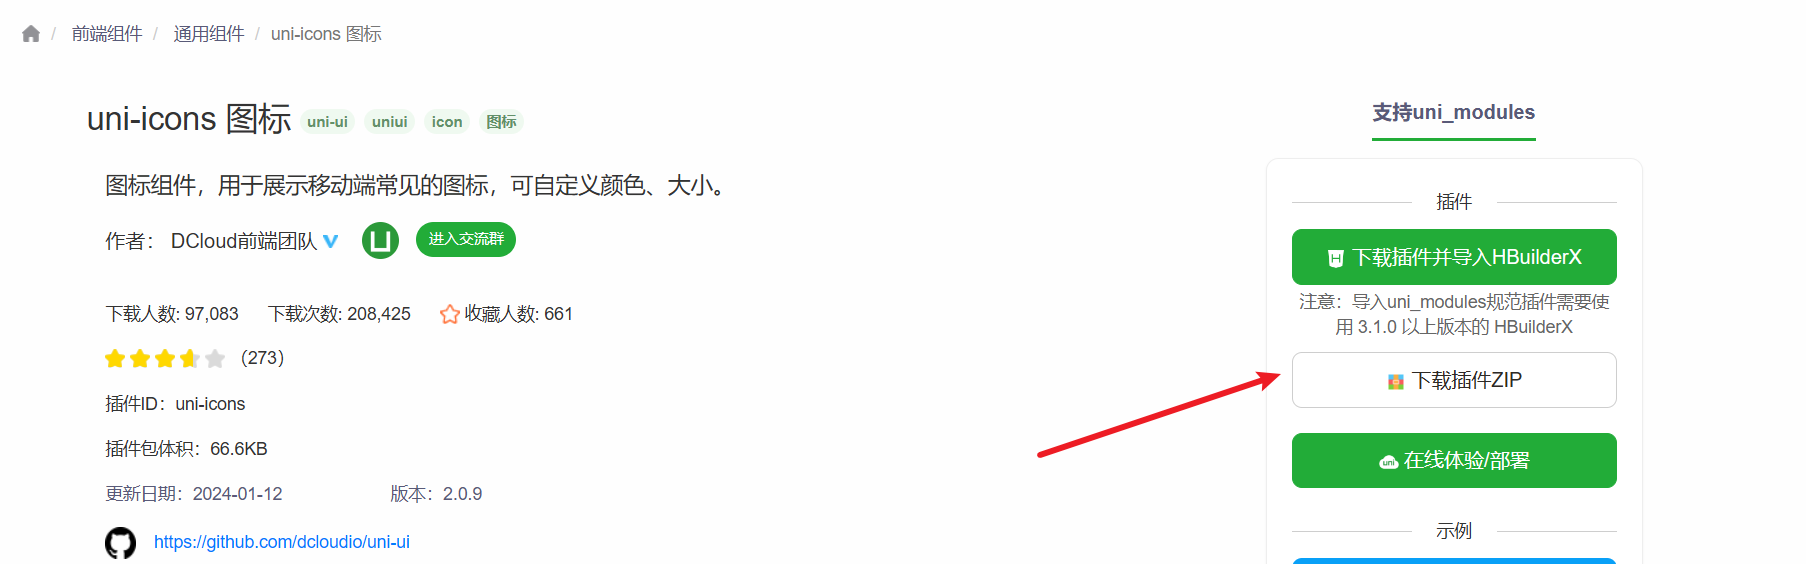 / 前端组件 / 通用组件 / uni-icons 图标
uni-icons 图标 uni-ui uniui icon 图标
图标组件，用于展示移动端常见的图标，可自定义颜色、大小。
作者： DCloud前端团队 进入交流群
下载人数: 97,083 下载次数: 208,425 收藏人数: 661
（273）
插件ID：uni-icons
插件包体积：66.6KB
更新日期：2024-01-12 版本：2.0.9
https://github.com/dcloudio/uni-ui
支持uni_modules
插件
H 下载插件并导入HBuilderX
注意：导入uni_modules规范插件需要使
用 3.1.0 以上版本的 HBuilderX
下载插件ZIP
uni 在线体验/部署
示例